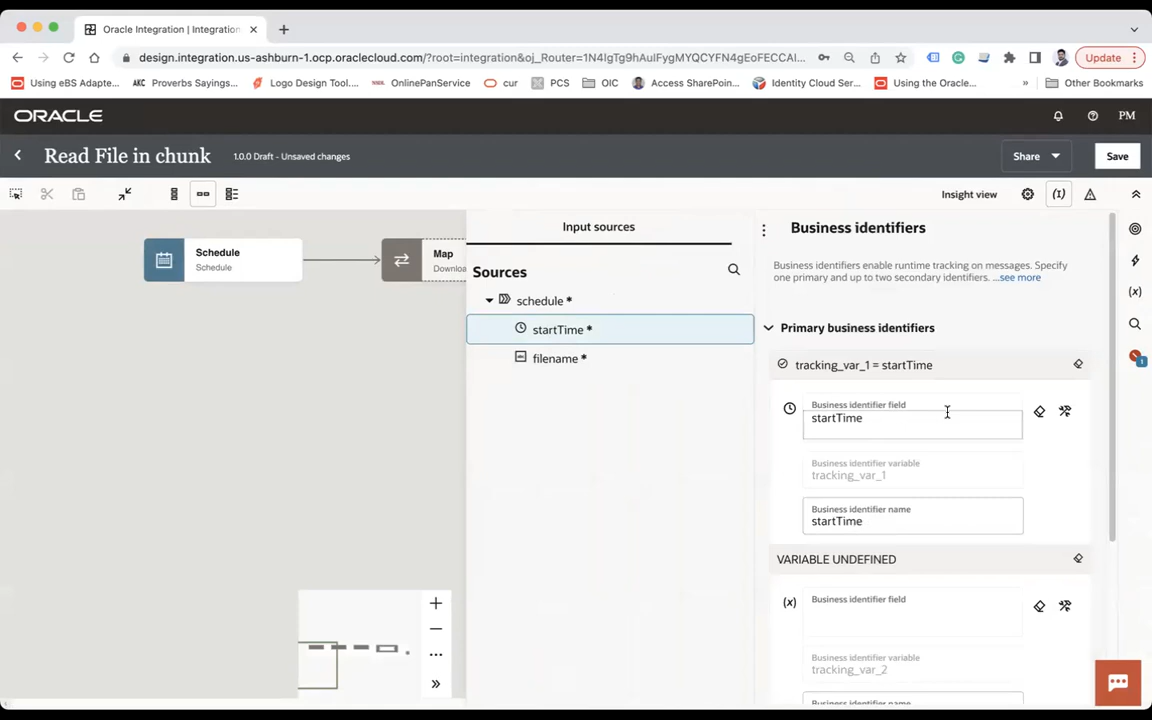 Oracle Integration | Integration
design.integration.us-ashburn-1.ocp.oraclecloud.com/?root=integration&oj_Router=1N4IgTg9hAulFygMYQCYFN4gEoFECCAI...
Update
Using eBS Adapte...
AKC Proverbs Sayings...
Logo Design Tool...
OnlinePanService
cur
PCS
OIC
Access SharePoin...
Identity Cloud Ser...
Using the Oracle...
»
Other Bookmarks
ORACLE
PM
Read File in chunk
1.0.0 Draft - Unsaved changes
Share
Save
Insight view
Schedule
Schedule
Map
Downloa
Input sources
Sources
schedule *
startTime *
filename *
Business identifiers
Business identifiers enable runtime tracking on messages. Specify
one primary and up to two secondary identifiers. ...see more
Primary business identifiers
tracking_var_1 = startTime
Business identifier field
startTime
Business identifier variable
tracking_var_1
Business identifier name
startTime
VARIABLE UNDEFINED
(x) Business identifier field
Business identifier variable
tracking_var_2
(x)
1